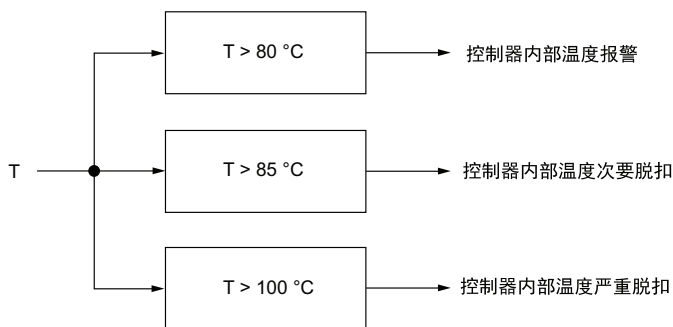 T > 80 °C
控制器内部温度报警
T
T > 85 °C
控制器内部温度次要脱扣
T > 100 °C
控制器内部温度严重脱扣